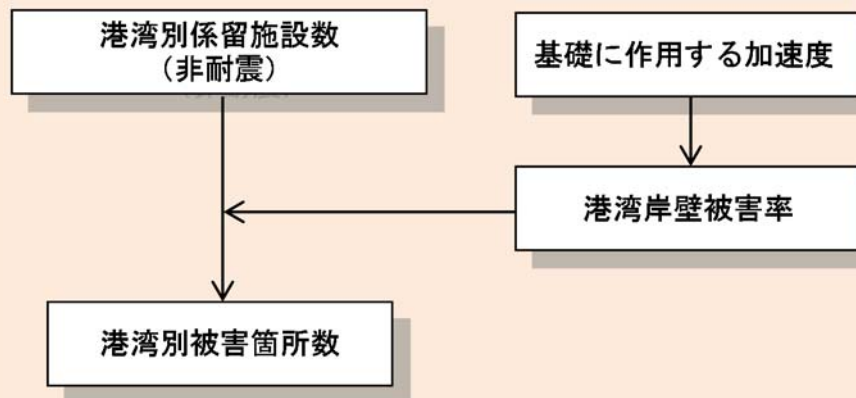 港湾別係留施設数
（非耐震）
基礎に作用する加速度
港湾岸壁被害率
港湾別被害箇所数